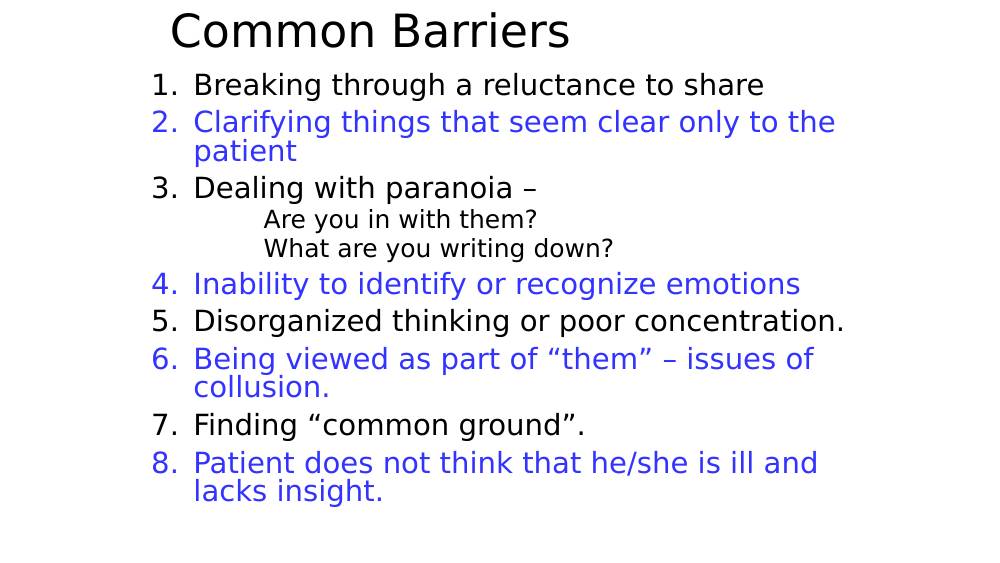 Common Barriers
1. Breaking through a reluctance to share
2. Clarifying things that seem clear only to the
patient
3. Dealing with paranoia –
Are you in with them?
What are you writing down?
4. Inability to identify or recognize emotions
5. Disorganized thinking or poor concentration.
6. Being viewed as part of “them” – issues of
collusion.
7. Finding “common ground”.
8. Patient does not think that he/she is ill and
lacks insight.